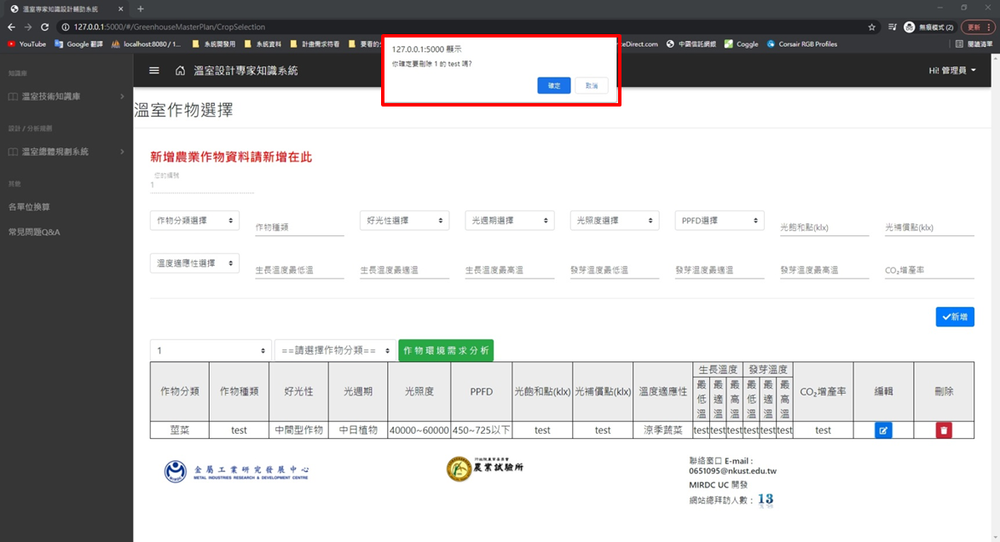 溫室專家知識設計輔助系統
127.0.0.1:5000/#/GreenhouseMasterPlan/CropSelection
無痕模式 (2)
更新
YouTube
Google 翻譯
localhost:8080 / 1...
系統開發用
系統資料
計畫需求待看
eDirect.com
中國信託網銀
Coggle
Corsair RGB Profiles
閱讀清單
127.0.0.1:5000 顯示
你確定要刪除 1 的 test 嗎?
確定
取消
知識庫
溫室技術知識庫
設計 / 分析規劃
溫室總體規劃系統
其他
各單位換算
常見問題Q&A
溫室設計專家知識系統
Hi! 管理員
溫室作物選擇
新增農業作物資料請新增在此
您的編號
1
作物分類選擇
作物種類
好光性選擇
光週期選擇
光照度選擇
PPFD選擇
光飽和點(klx)
光補償點(klx)
溫度適應性選擇
生長溫度最低溫
生長溫度最適溫
生長溫度最高溫
發芽溫度最低溫
發芽溫度最適溫
發芽溫度最高溫
CO₂增產率
新增
1
==請選擇作物分類==
作物環境需求分析
作物分類 作物種類 好光性 光週期 光照度 PPFD 光飽和點(klx) 光補償點(klx) 溫度適應性 生長溫度 發芽溫度 CO₂增產率 編輯 刪除
最低溫 最適溫 最高溫 最低溫 最適溫 最高溫
莖菜 test 中間型作物 中日植物 40000~60000 450~725以下 test test 涼季蔬菜 test test test test test test test
MIRDC
金屬工業研究發展中心
METAL INDUSTRIES RESEARCH & DEVELOPMENT CENTRE
行政院農業委員會
農業試驗所
聯絡窗口 E-mail :
0651095@nkust.edu.tw
MIRDC UC 開發
網站總拜訪人數 : 13